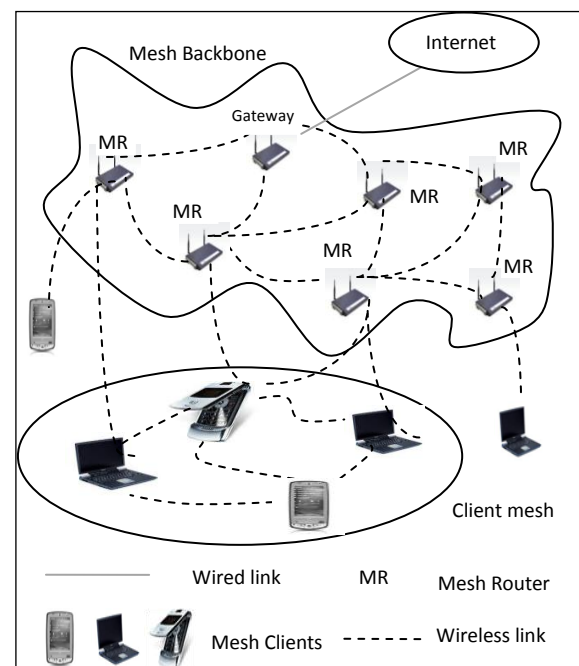 Internet
Mesh Backbone
Gateway
MR
MR
MR
MR
MR
MR
Client mesh
Wired link
MR
Mesh Router
Mesh Clients
Wireless link